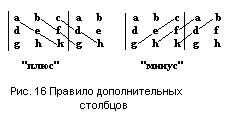 a b c a b a b c a b
d e f d e d e f d f
g h k g h g h k g h
"плюс" "минус"
Рис. 16 Правило дополнительных
столбцов